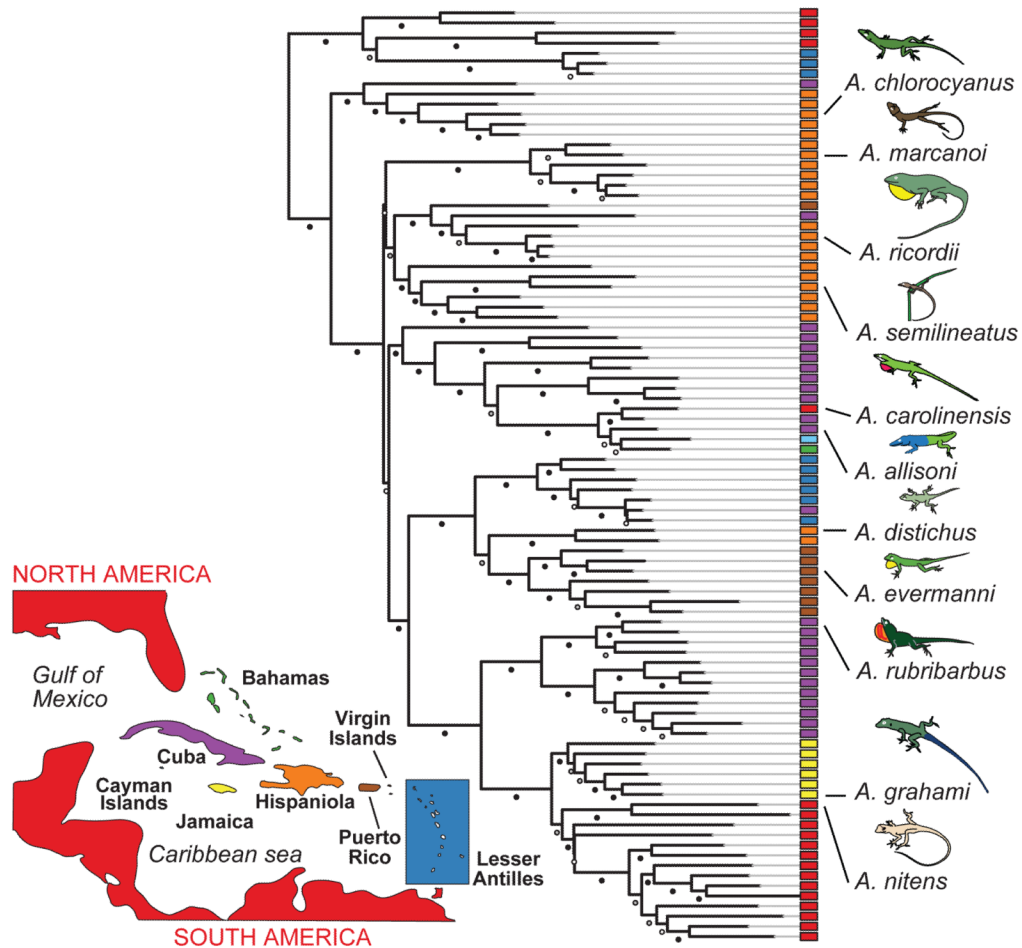 A. chlorocyanus
A. marcanoi
A. ricordii
A. semilineatus
A. carolinensis
A. allisoni
A. distichus
A. evermanni
A. rubribarbus
A. grahami
A. nitens
NORTH AMERICA
Gulf of
Mexico
Bahamas
Virgin
Islands
Cuba
Cayman
Islands
Hispaniola
Jamaica
Puerto
Rico
Caribbean sea
Lesser
Antilles
SOUTH AMERICA